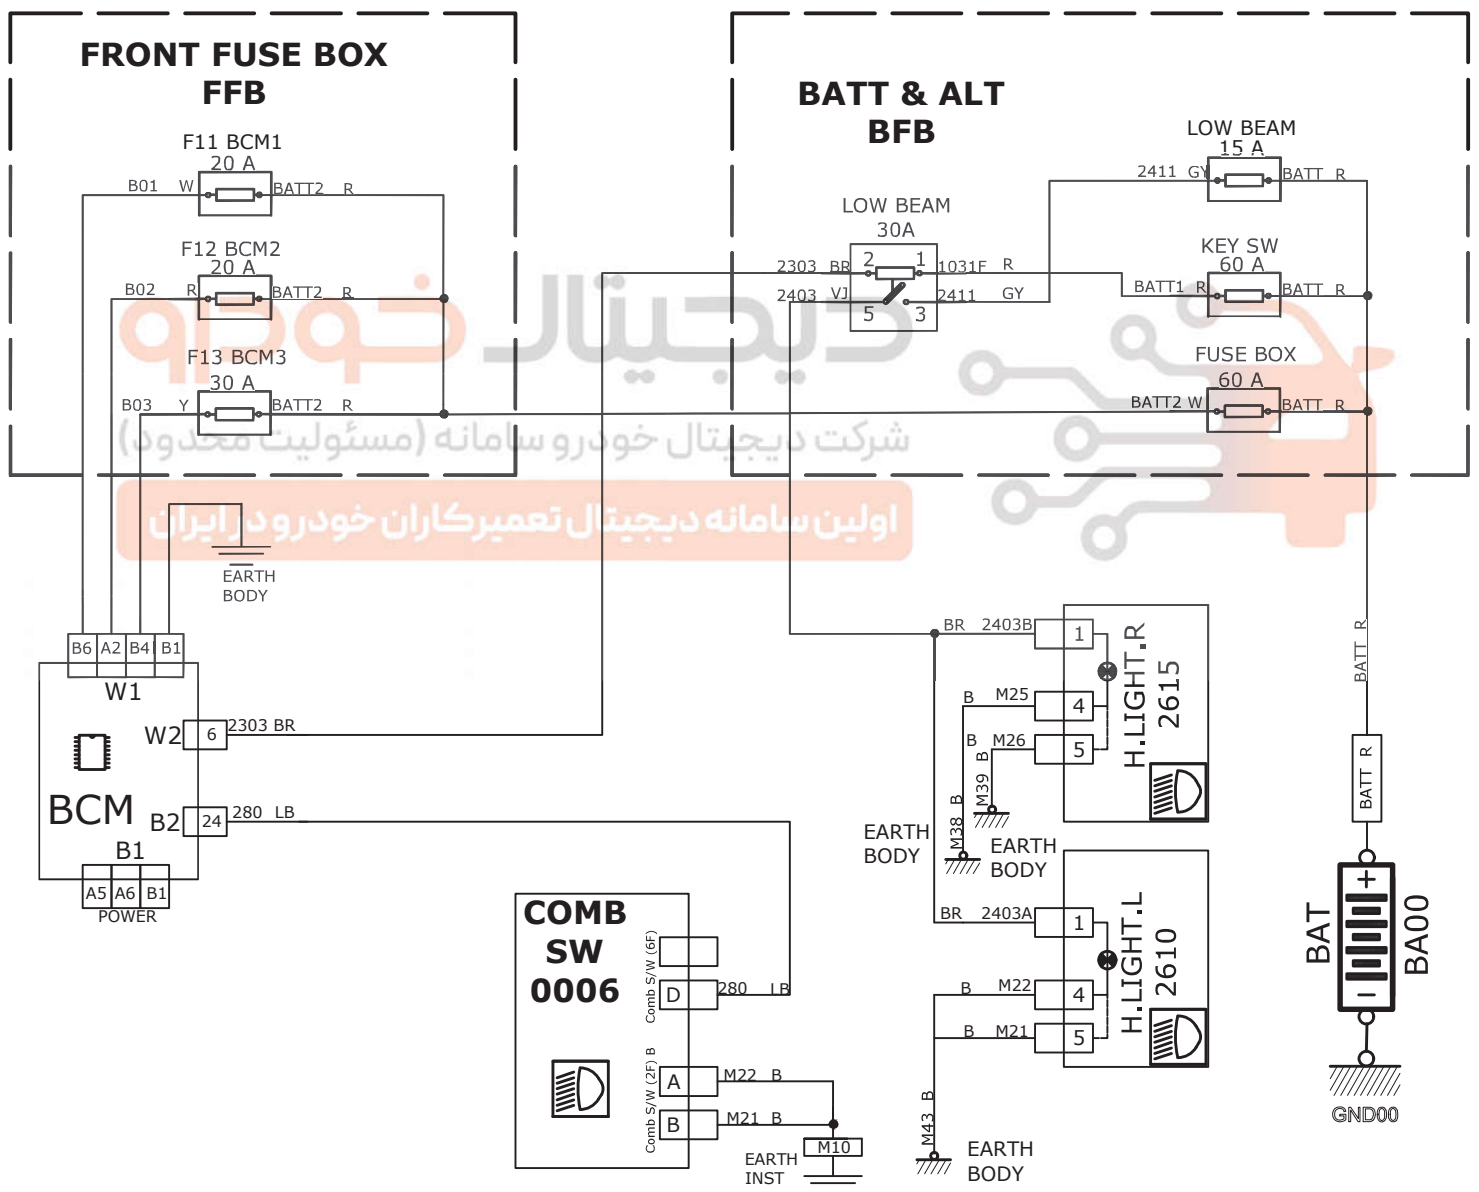 FRONT FUSE BOX
FFB
F11 BCM1
20 A
B01 W
BATT2 R
F12 BCM2
20 A
B02 R
BATT2 R
F13 BCM3
30 A
B03 Y
BATT2 R
BATT & ALT
BFB
LOW BEAM
15 A
2411 GY
BATT R
LOW BEAM
30A
2303 BR
2 1
1031F R
2403 VJ
5 3
2411 GY
KEY SW
60 A
BATT1 R
BATT R
FUSE BOX
60 A
BATT2 W
BATT R
دیجیتال خودرو
شرکت دیجیتال خودرو سامانه (مسئولیت محدود)
اولین سامانه دیجیتال تعمیرکاران خودرو در ایران
EARTH
BODY
B6 A2 B4 B1
W1
W2 6
2303 BR
BCM
B2 24
280 LB
B1
A5 A6 B1
POWER
COMB
SW
0006
Comb S/W (6F)
D
280 LB
Comb S/W (2F) B
A
M22 B
B
M21 B
M10
EARTH
INST
BR 2403B
1
B M25
4
B M26
5
M39 B
M38 B
H.LIGHT.R
2615
EARTH
BODY
EARTH
BODY
BR 2403A
1
B M22
4
B M21
5
M43 B
H.LIGHT.L
2610
EARTH
BODY
BATT R
BATT R
+
BAT
BA00
−
GND00